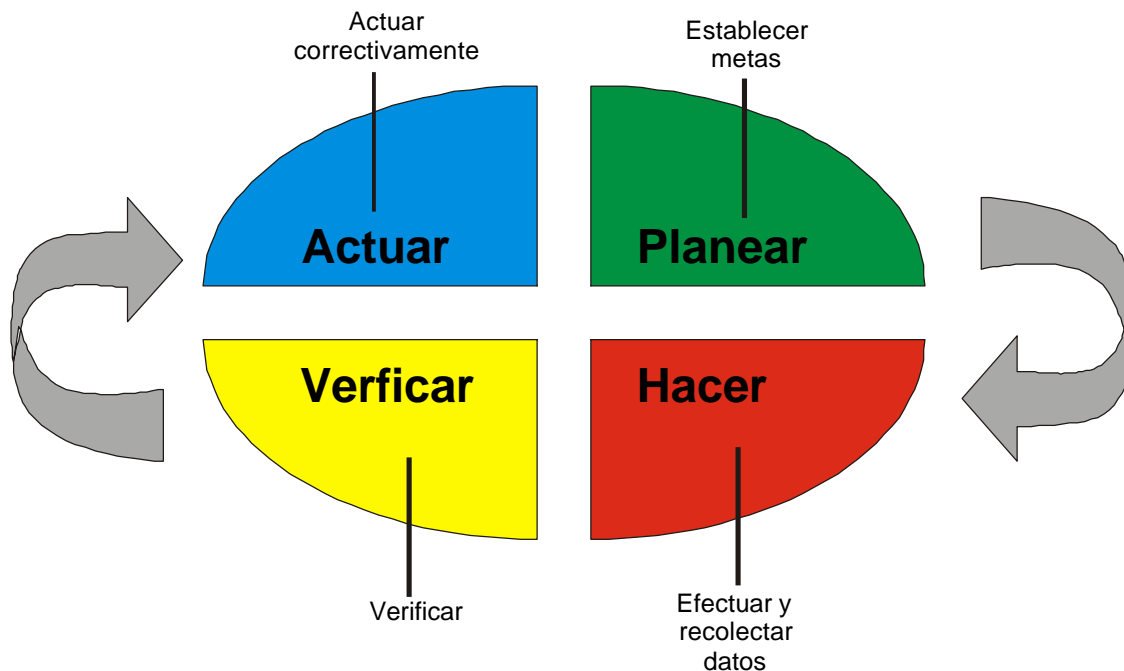 Actuar
correctivamente
Establecer
metas
Actuar
Planear
Verficar
Hacer
Verificar
Efectuar y
recolectar
datos